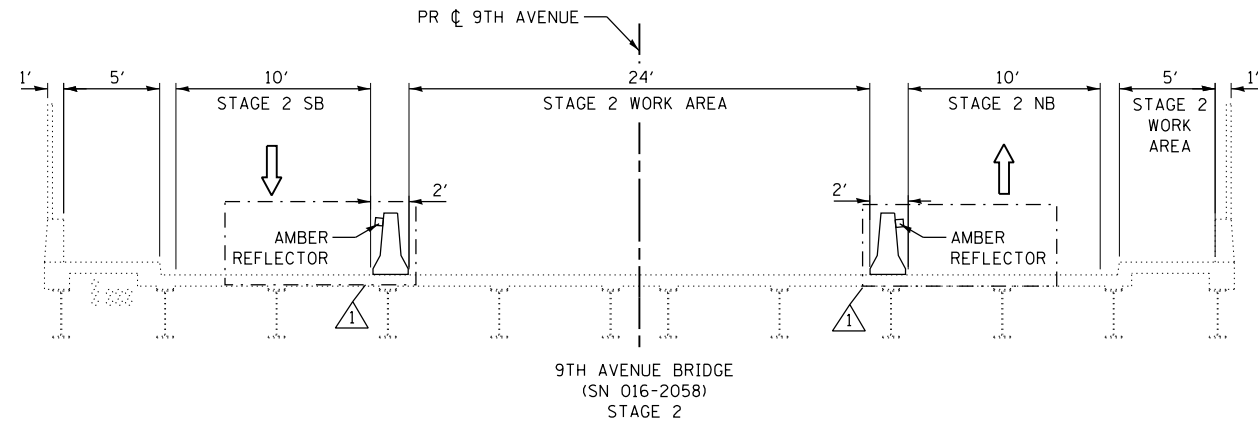 PR ℄ 9TH AVENUE
1' 5' 10' 24' 10' 5' 1'
STAGE 2 SB
STAGE 2 WORK AREA
STAGE 2 NB
STAGE 2
WORK
AREA
2'
2'
AMBER
REFLECTOR
AMBER
REFLECTOR
1
1
9TH AVENUE BRIDGE
(SN 016-2058)
STAGE 2